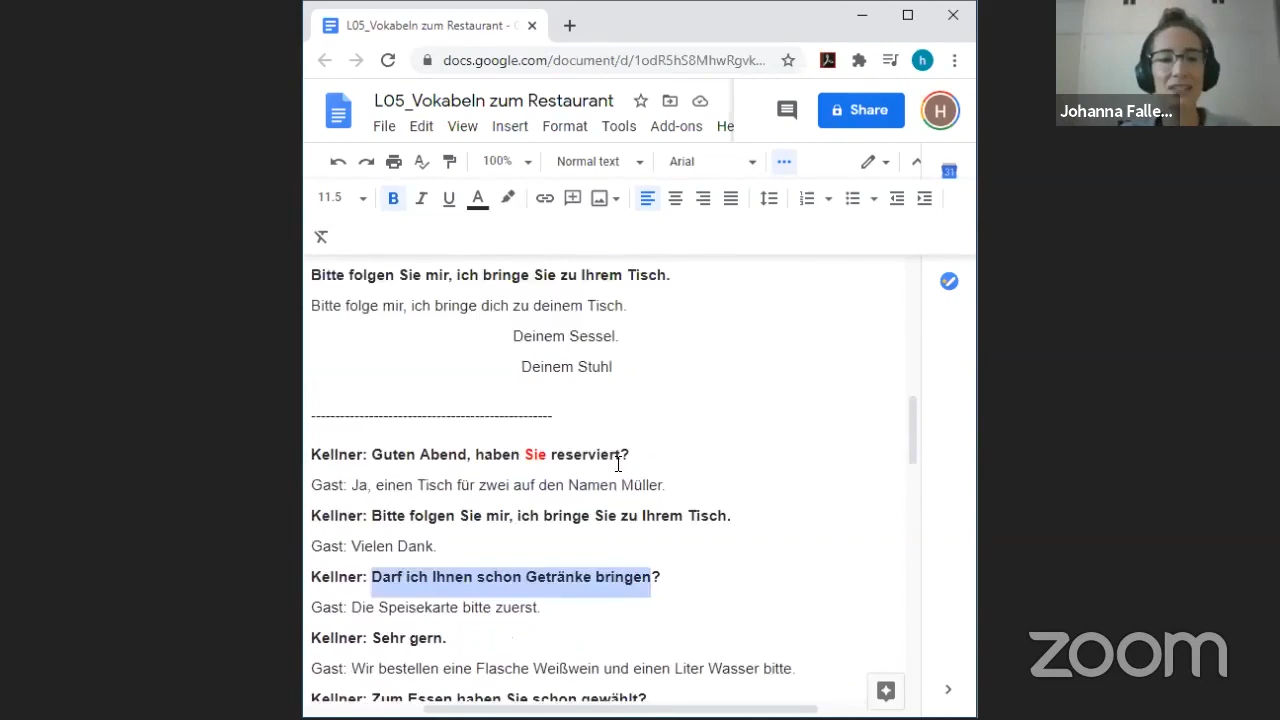 L05_Vokabeln zum Restaurant - G
docs.google.com/document/d/1odR5hS8MhwRgvk...
h
L05_Vokabeln zum Restaurant
File Edit View Insert Format Tools Add-ons He
Share
H
100% Normal text Arial
31
11.5 B I U A
Bitte folgen Sie mir, ich bringe Sie zu Ihrem Tisch.
Bitte folge mir, ich bringe dich zu deinem Tisch.
Deinem Sessel.
Deinem Stuhl
-------------------------------------------------
Kellner: Guten Abend, haben Sie reserviert?
Gast: Ja, einen Tisch für zwei auf den Namen Müller.
Kellner: Bitte folgen Sie mir, ich bringe Sie zu Ihrem Tisch.
Gast: Vielen Dank.
Kellner: Darf ich Ihnen schon Getränke bringen?
Gast: Die Speisekarte bitte zuerst.
Kellner: Sehr gern.
Gast: Wir bestellen eine Flasche Weißwein und einen Liter Wasser bitte.
Kellner: Zum Essen haben Sie schon gewählt?
Johanna Falle...
zoom